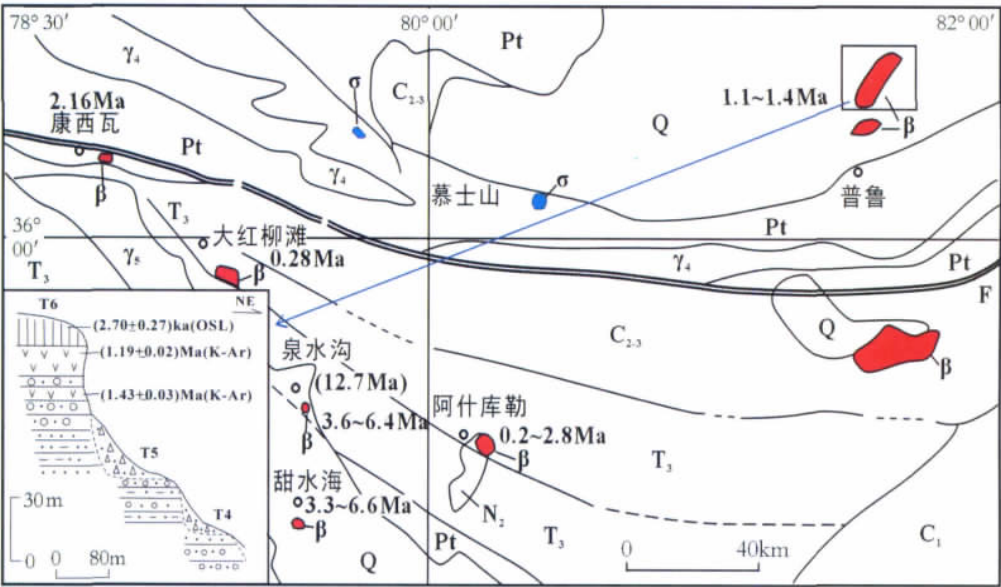 78°30′
80°00′
82°00′
γ₄
Pt
C₂₋₃
σ
1.1~1.4Ma
β
2.16Ma
康西瓦
Q
Pt
β
γ₄
慕士山
σ
普鲁
T₃
Pt
36°
00′
大红柳滩
0.28Ma
β
γ₅
T₃
γ₄
Pt
F
T6
NE
(2.70±0.27)ka(OSL)
(1.19±0.02)Ma(K-Ar)
(1.43±0.03)Ma(K-Ar)
T5
T4
30m
0
0
80m
Q
β
C₂₋₃
泉水沟
(12.7Ma)
3.6~6.4Ma
β
阿什库勒
0.2~2.8Ma
β
T₃
甜水海
3.3~6.6Ma
β
N₂
Pt
T₃
C₁
Q
0
40km